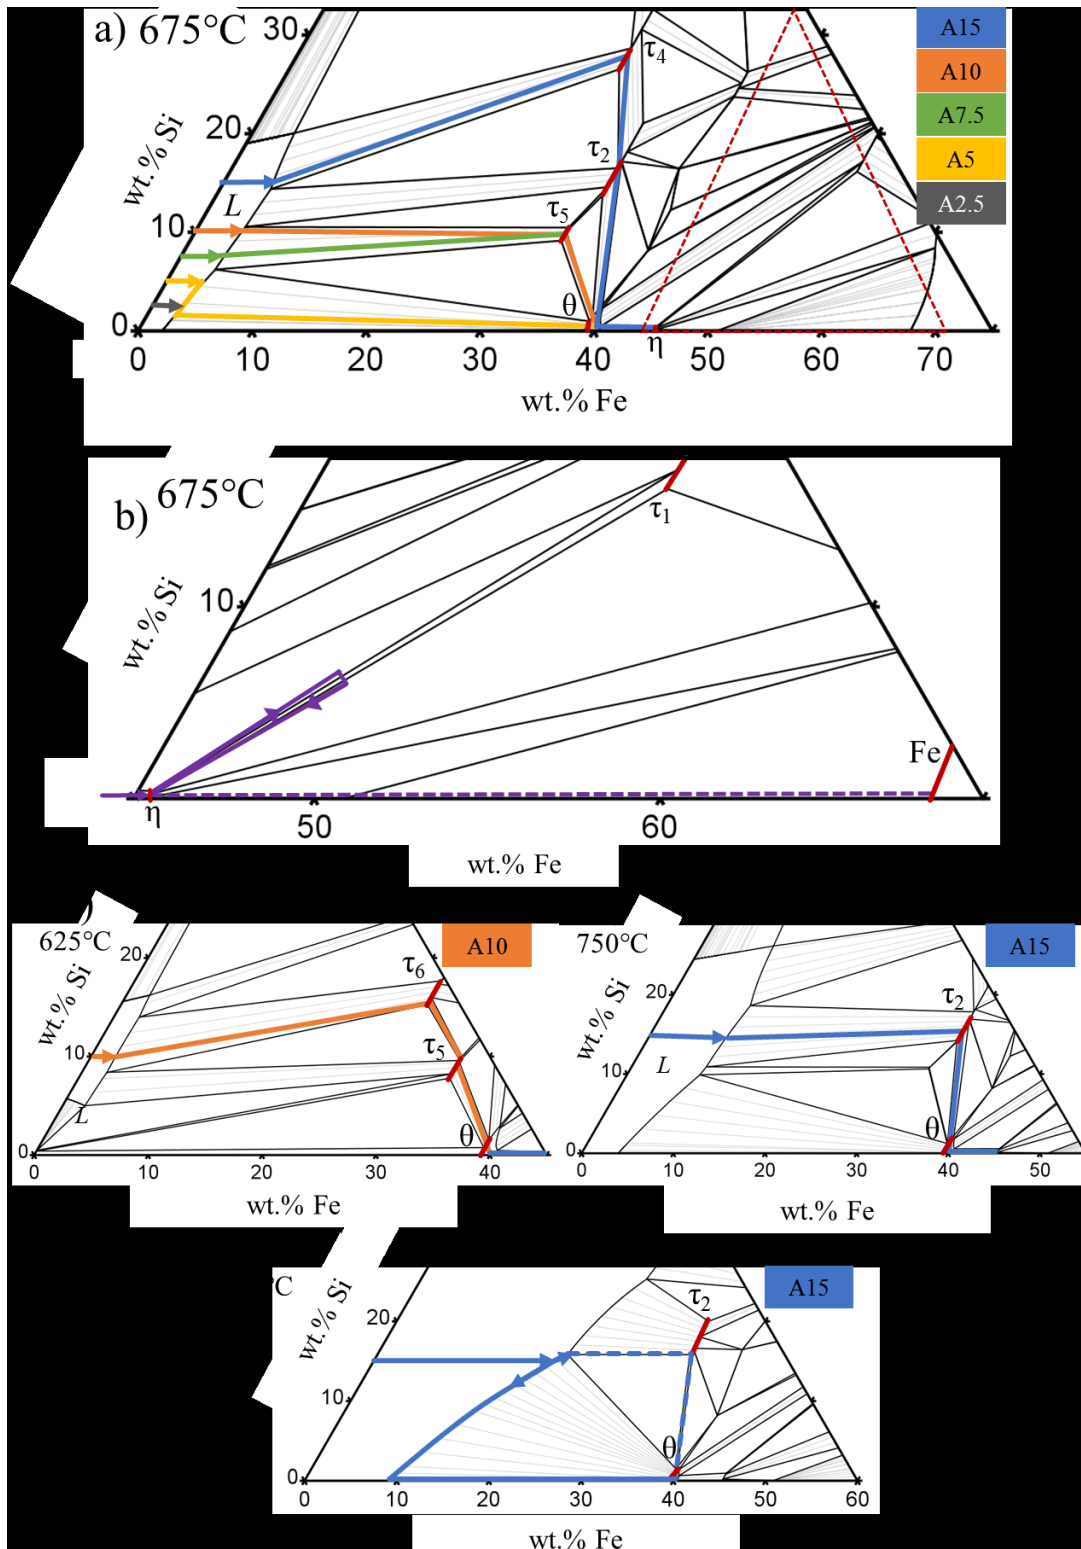 a) 675°C
30
A15
A10
A7.5
A5
A2.5
τ4
20
wt.% Si
τ2
L
10
τ5
θ
0
η
0 10 20 30 40 50 60 70
wt.% Fe
b) 675°C
τ1
10
wt.% Si
Fe
η
50 60
wt.% Fe
)
625°C
A10
20
τ6
wt.% Si
10
τ5
L
θ
0
0 10 20 30 40
wt.% Fe
750°C
A15
20
τ2
wt.% Si
L
10
θ
0
0 10 20 30 40 50
wt.% Fe
°C
A15
20
τ2
wt.% Si
10
θ
0
0 10 20 30 40 50 60
wt.% Fe